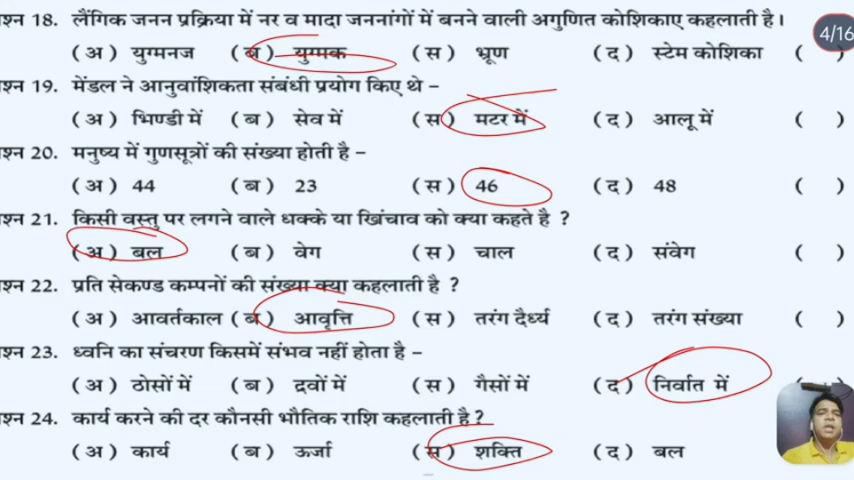 4/16
श्न 18. लैंगिक जनन प्रक्रिया में नर व मादा जननांगों में बनने वाली अगुणित कोशिकाए कहलाती है।
(अ) युग्मनज (ब) युग्मक (स) भ्रूण (द) स्टेम कोशिका ( )
श्न 19. मेंडल ने आनुवांशिकता संबंधी प्रयोग किए थे –
(अ) भिण्डी में (ब) सेव में (स) मटर में (द) आलू में ( )
श्न 20. मनुष्य में गुणसूत्रों की संख्या होती है –
(अ) 44 (ब) 23 (स) 46 (द) 48 ( )
श्न 21. किसी वस्तु पर लगने वाले धक्के या खिंचाव को क्या कहते है ?
(अ) बल (ब) वेग (स) चाल (द) संवेग ( )
श्न 22. प्रति सेकण्ड कम्पनों की संख्या क्या कहलाती है ?
(अ) आवर्तकाल (ब) आवृत्ति (स) तरंग दैर्ध्य (द) तरंग संख्या ( )
श्न 23. ध्वनि का संचरण किसमें संभव नहीं होता है –
(अ) ठोसों में (ब) द्रवों में (स) गैसों में (द) निर्वात में
श्न 24. कार्य करने की दर कौनसी भौतिक राशि कहलाती है?
(अ) कार्य (ब) ऊर्जा (स) शक्ति (द) बल